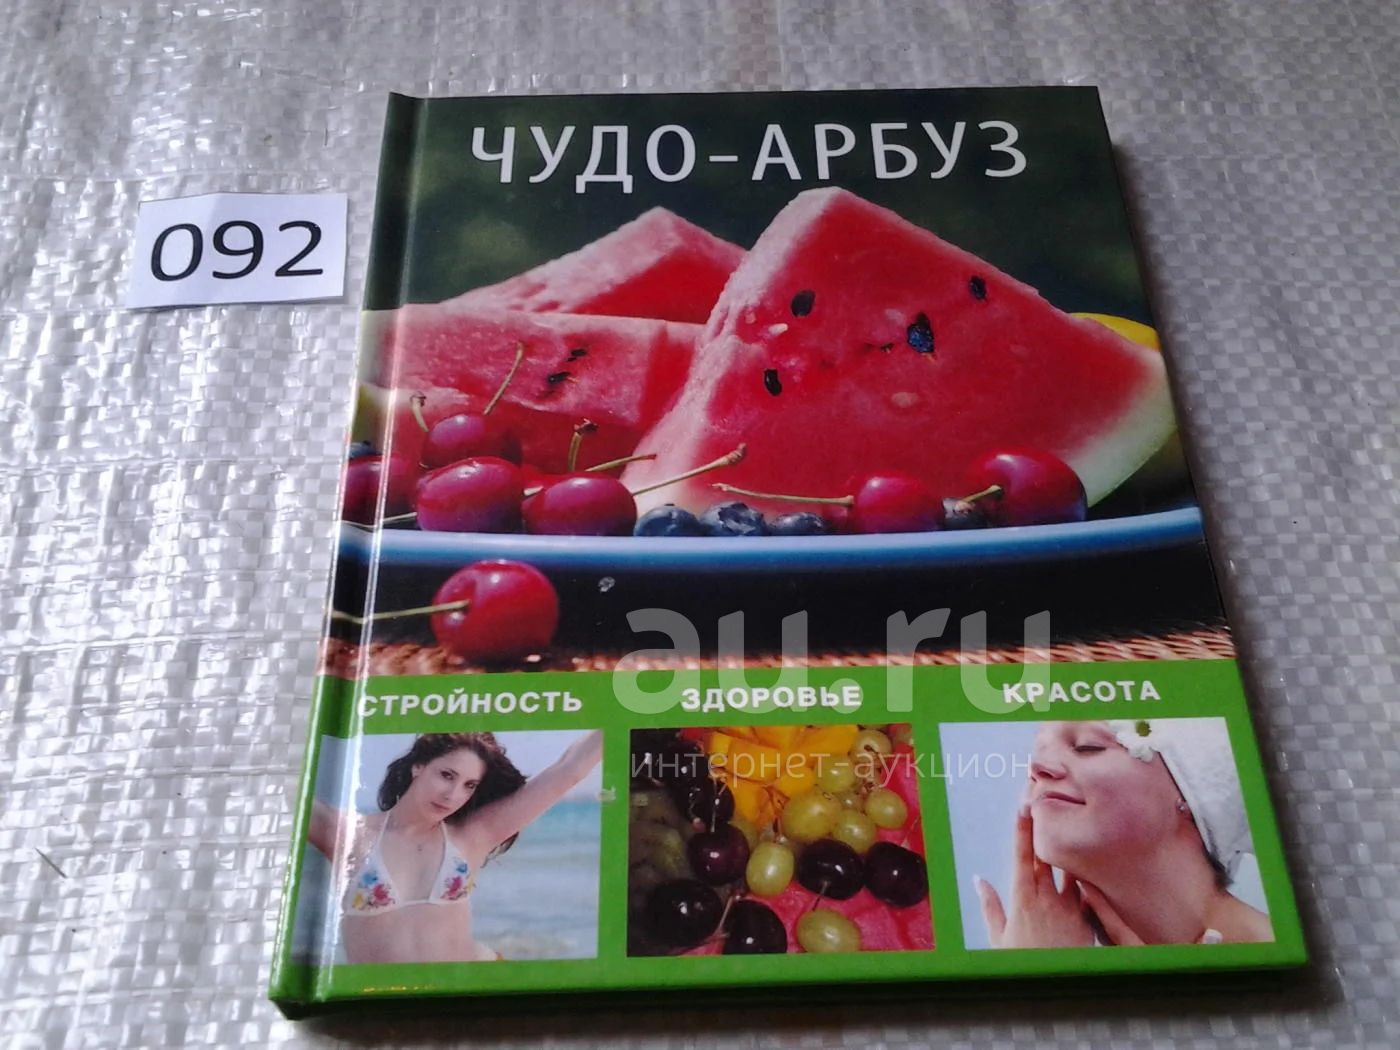 ЧУДО-АРБУЗ
092
au.ru
СТРОЙНОСТЬ
ЗДОРОВЬЕ
КРАСОТА
интернет-аукцион